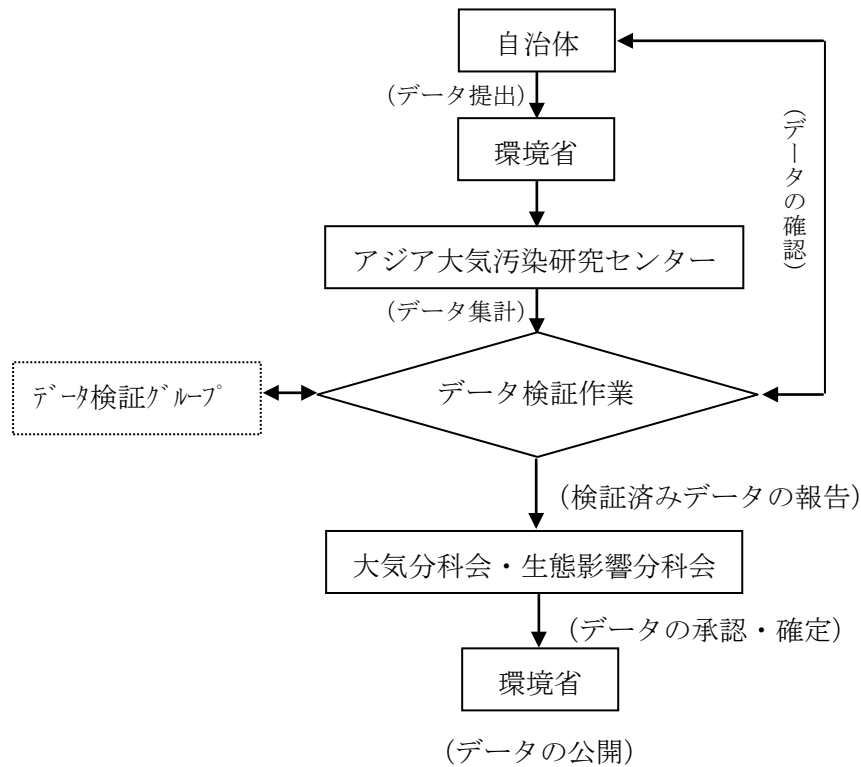 自治体
(データ提出)
環境省
(データの確認)
アジア大気汚染研究センター
(データ集計)
データ検証作業
データ検証グループ
(検証済みデータの報告)
大気分科会・生態影響分科会
(データの承認・確定)
環境省
(データの公開)